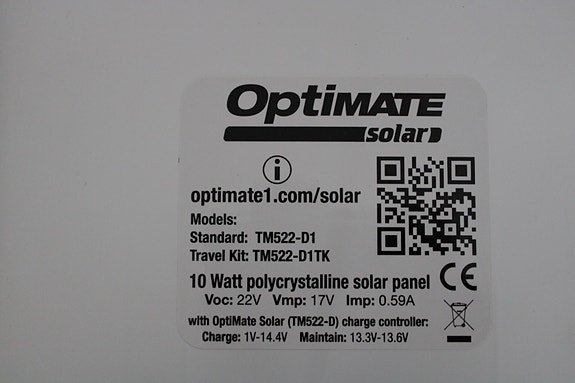 OptiMATE
solar
i
optimate1.com/solar
Models:
Standard: TM522-D1
Travel Kit: TM522-D1TK
10 Watt polycrystalline solar panel CE
Voc: 22V Vmp: 17V Imp: 0.59A
with OptiMate Solar (TM522-D) charge controller:
Charge: 1V-14.4V Maintain: 13.3V-13.6V